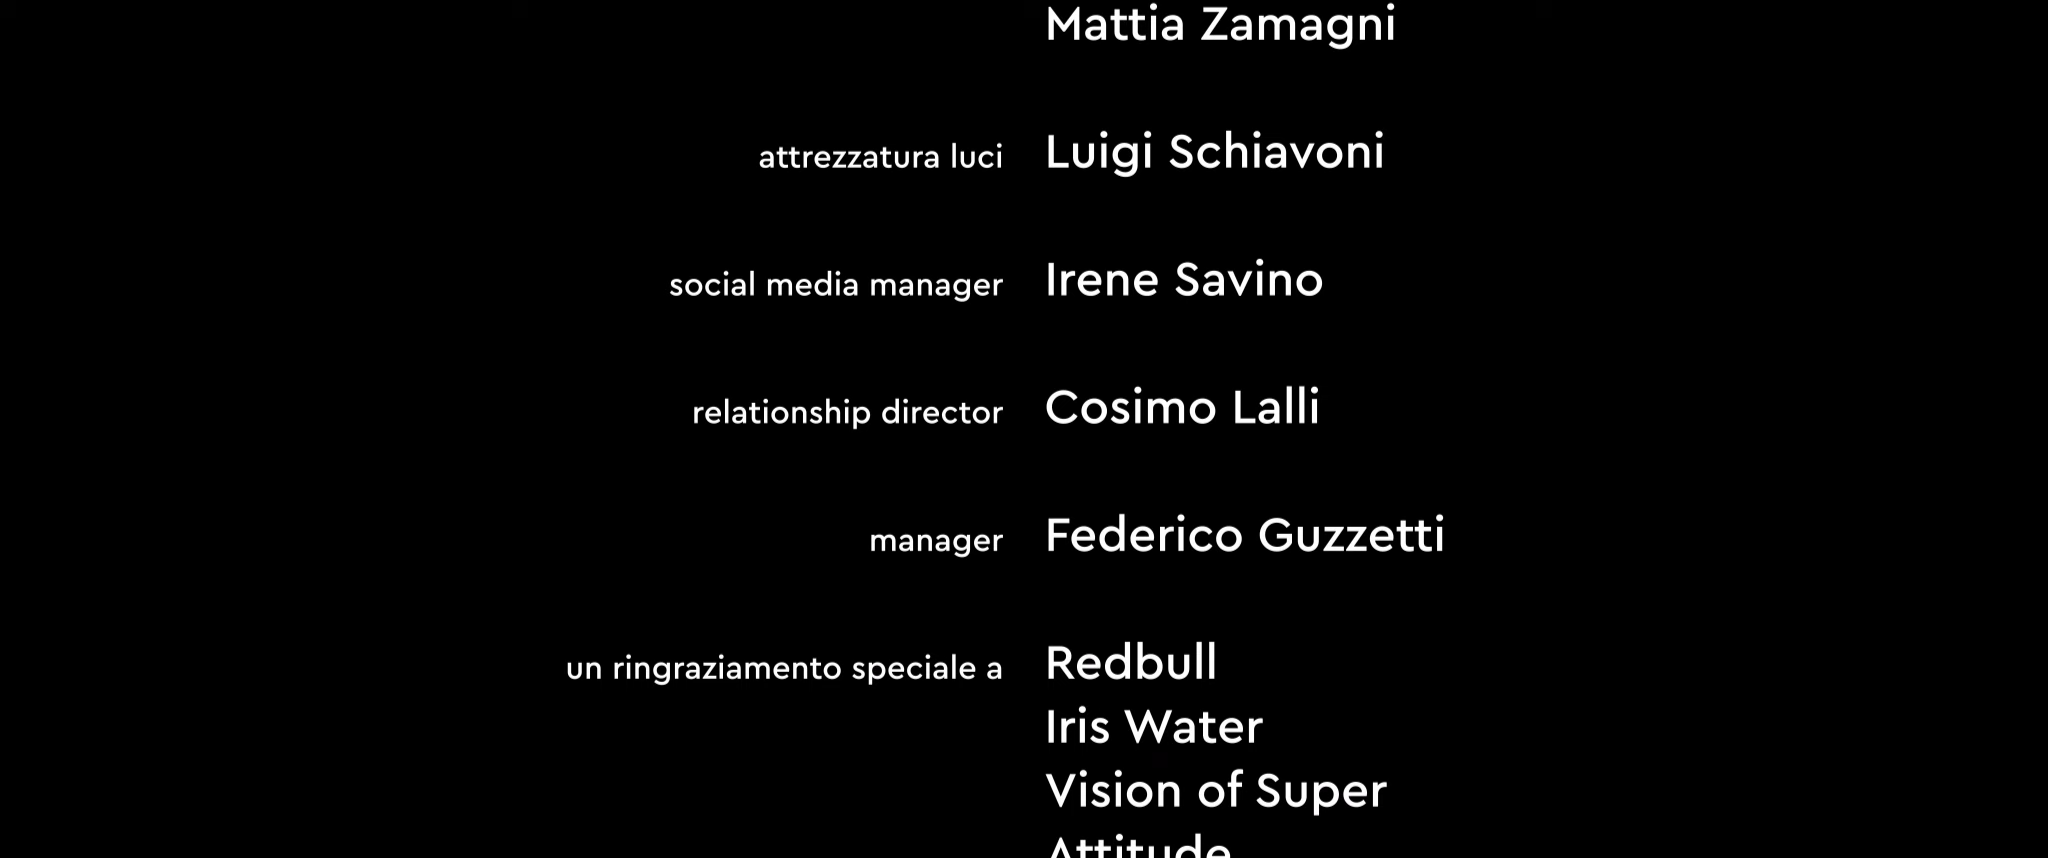 Mattia Zamagni
attrezzatura luci Luigi Schiavoni
social media manager Irene Savino
relationship director Cosimo Lalli
manager Federico Guzzetti
un ringraziamento speciale a Redbull
Iris Water
Vision of Super
Attitude